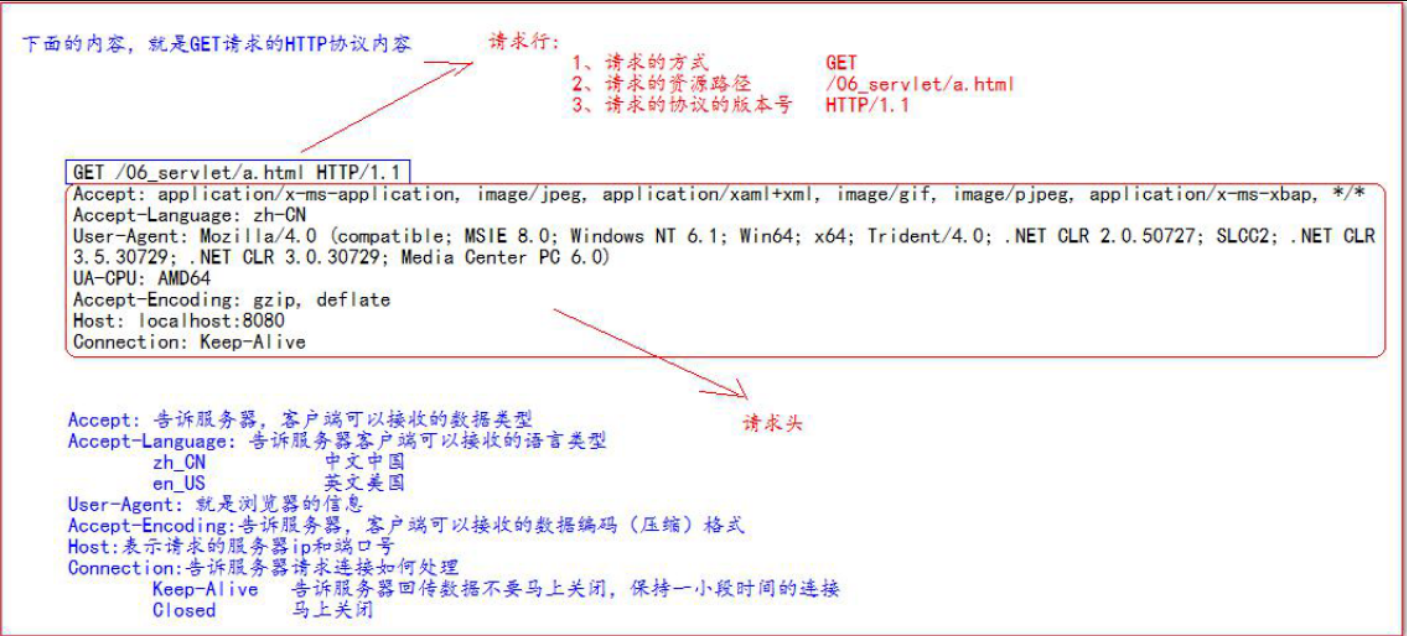 下面的内容，就是GET请求的HTTP协议内容
请求行：
1、请求的方式 GET
2、请求的资源路径 /06_servlet/a.html
3、请求的协议的版本号 HTTP/1.1
GET /06_servlet/a.html HTTP/1.1
Accept: application/x-ms-application, image/jpeg, application/xaml+xml, image/gif, image/pjpeg, application/x-ms-xbap, */*
Accept-Language: zh-CN
User-Agent: Mozilla/4.0 (compatible; MSIE 8.0; Windows NT 6.1; Win64; x64; Trident/4.0; .NET CLR 2.0.50727; SLCC2; .NET CLR
3.5.30729; .NET CLR 3.0.30729; Media Center PC 6.0)
UA-CPU: AMD64
Accept-Encoding: gzip, deflate
Host: localhost:8080
Connection: Keep-Alive
请求头
Accept: 告诉服务器，客户端可以接收的数据类型
Accept-Language: 告诉服务器客户端可以接收的语言类型
zh_CN 中文中国
en_US 英文美国
User-Agent: 就是浏览器的信息
Accept-Encoding:告诉服务器，客户端可以接收的数据编码（压缩）格式
Host:表示请求的服务器ip和端口号
Connection:告诉服务器请求连接如何处理
Keep-Alive 告诉服务器回传数据不要马上关闭，保持一小段时间的连接
Closed 马上关闭